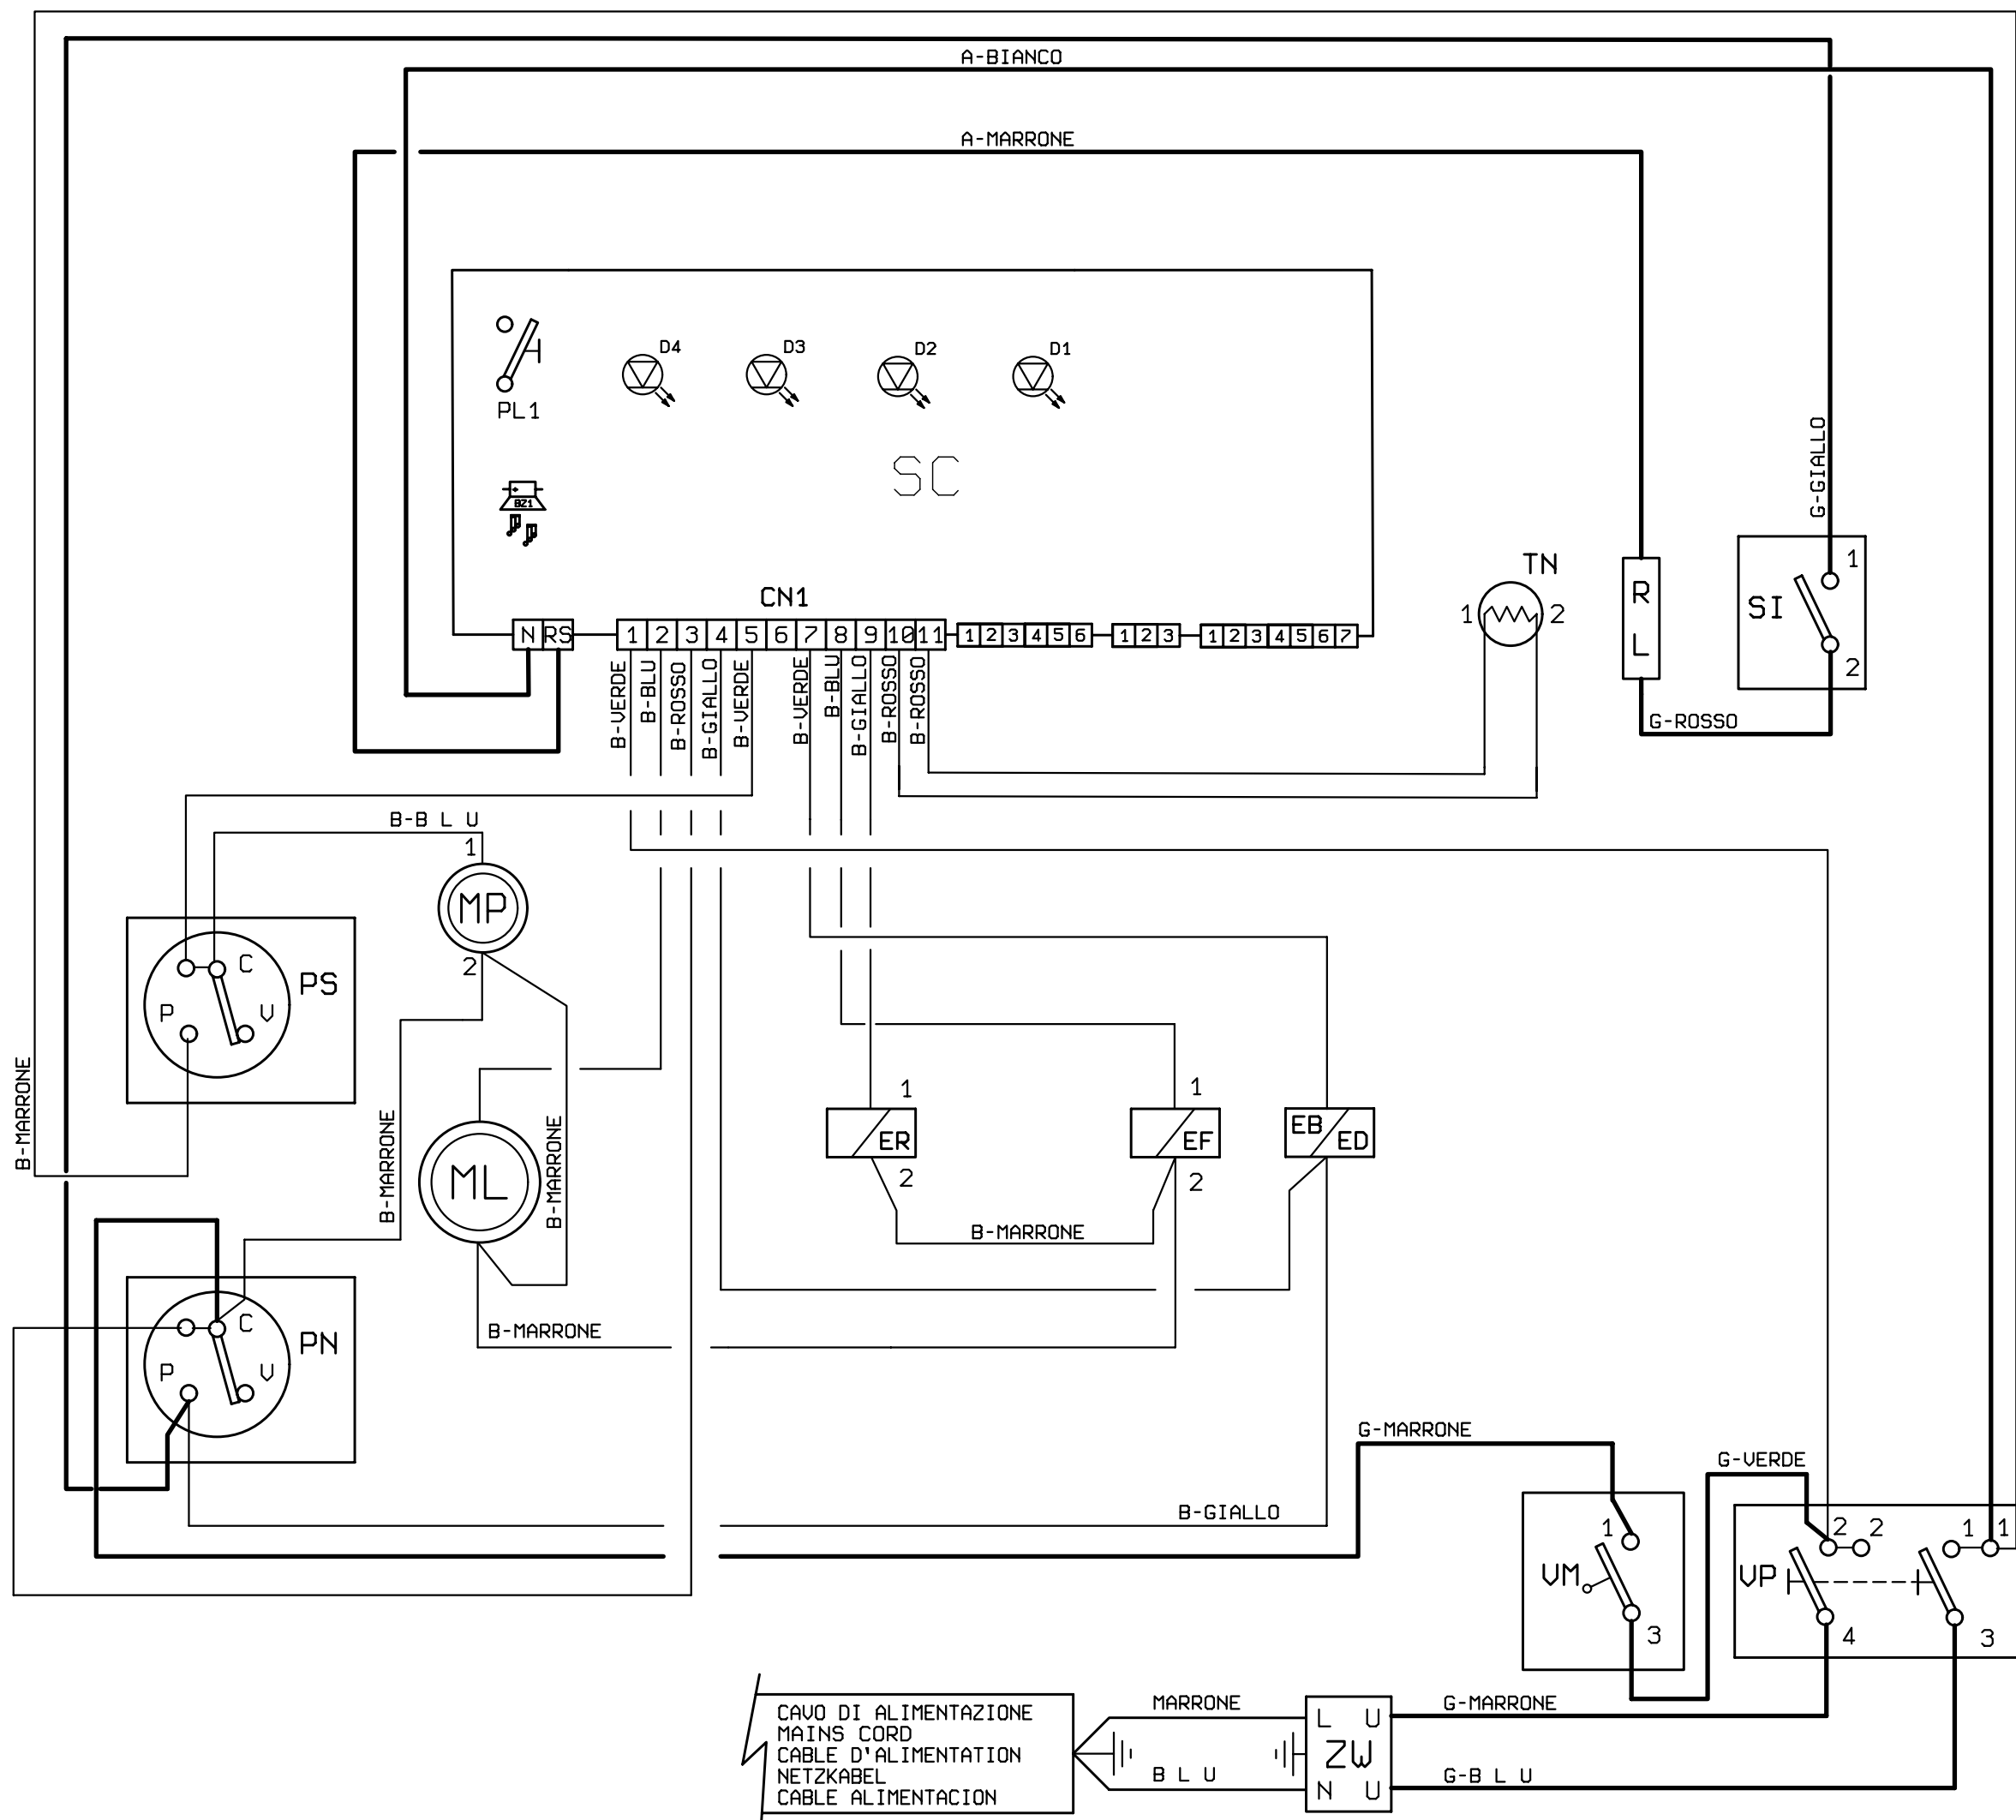 A-BIANCO
A-MARRONE
G-GIALLO
D4
D3
D2
D1
PL1
SC
BZ1
TN
1
2
R
L
SI
1
2
G-ROSSO
CN1
N RS
1 2 3 4 5 6 7 8 9 10 11
1 2 3 4 5 6
1 2 3
1 2 3 4 5 6 7
B-VERDE
B-BLU
B-ROSSO
B-GIALLO
B-VERDE
B-VERDE
B-BLU
B-GIALLO
B-ROSSO
B-ROSSO
B-B L U
1
MP
2
C
P
V
PS
B-MARRONE
B-MARRONE
B-MARRONE
ML
1
ER
2
1
EF
2
EB
ED
B-MARRONE
B-MARRONE
C
P
V
PN
G-MARRONE
G-VERDE
B-GIALLO
1
VM
3
2
2
1
1
VP
4
3
CAVO DI ALIMENTAZIONE
MAINS CORD
CABLE D'ALIMENTATION
NETZKABEL
CABLE ALIMENTACION
MARRONE
B L U
L U
ZW
N U
G-MARRONE
G-B L U